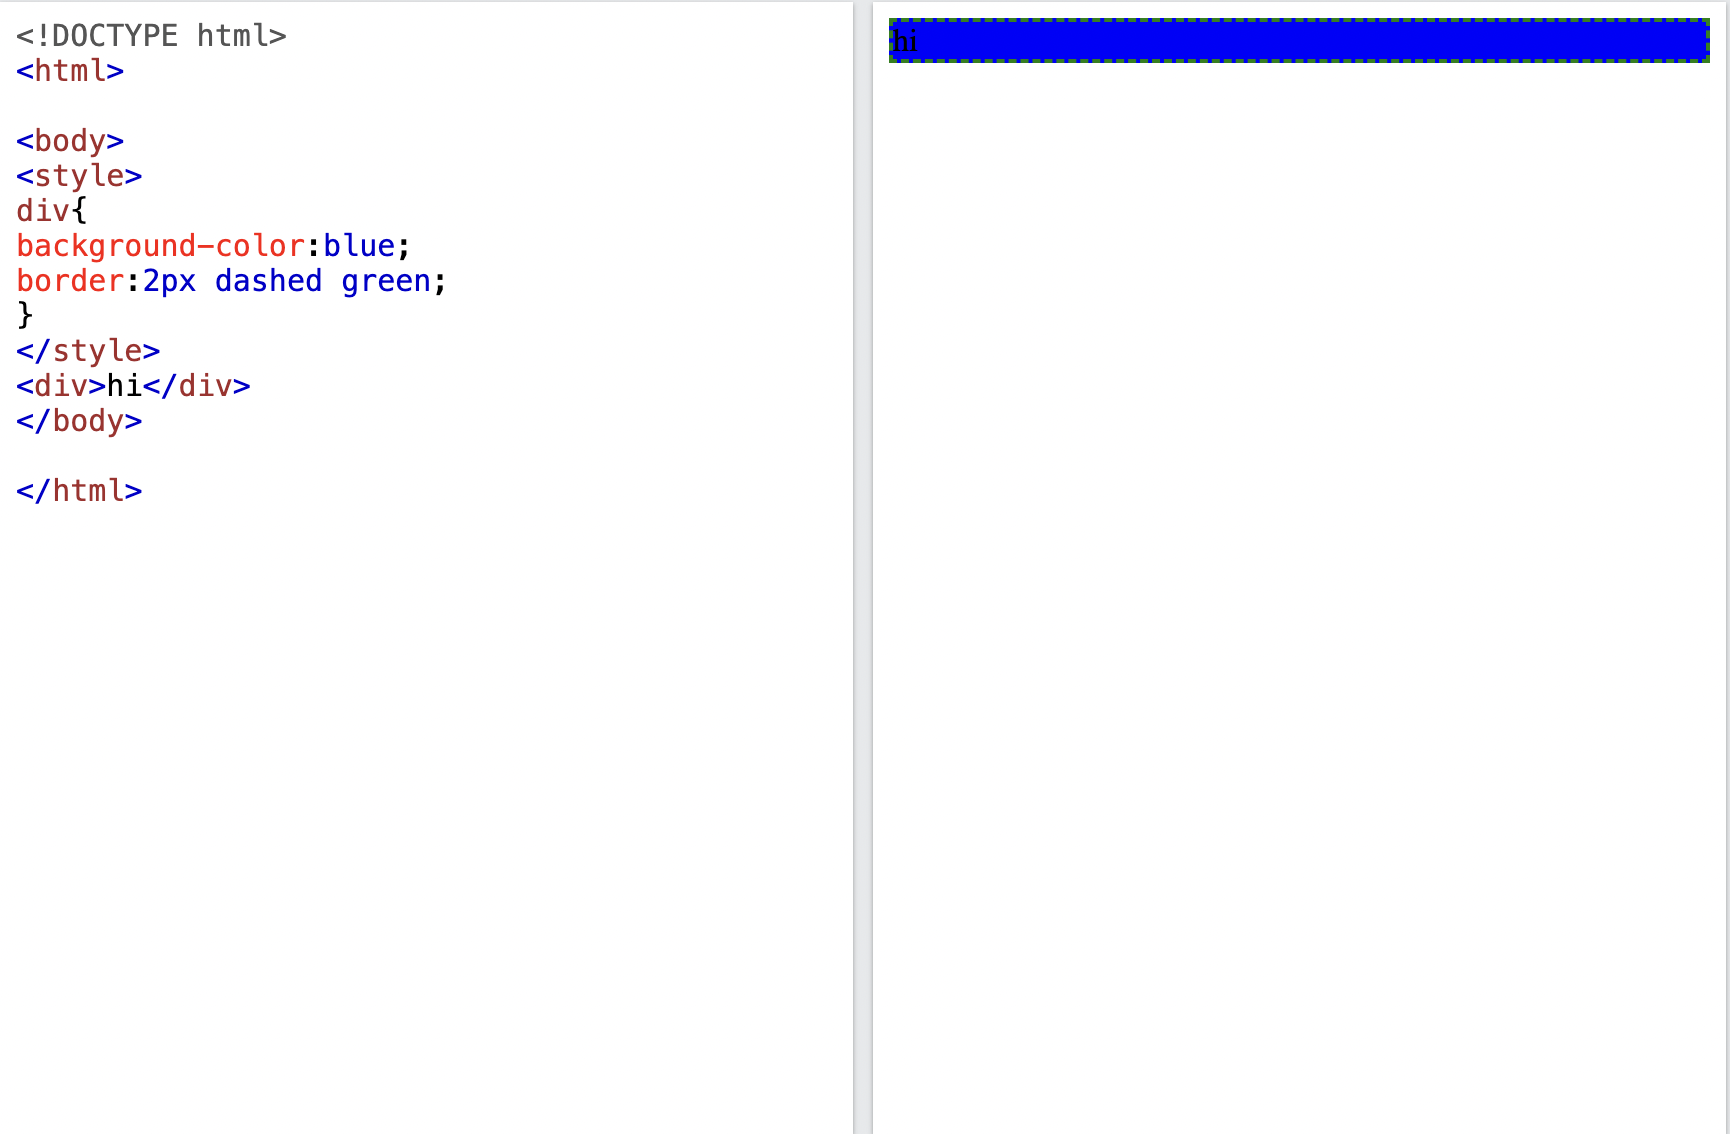 <!DOCTYPE html>
<html>
<body>
<style>
div{
background-color:blue;
border:2px dashed green;
}
</style>
<div>hi</div>
</body>
</html>
hi